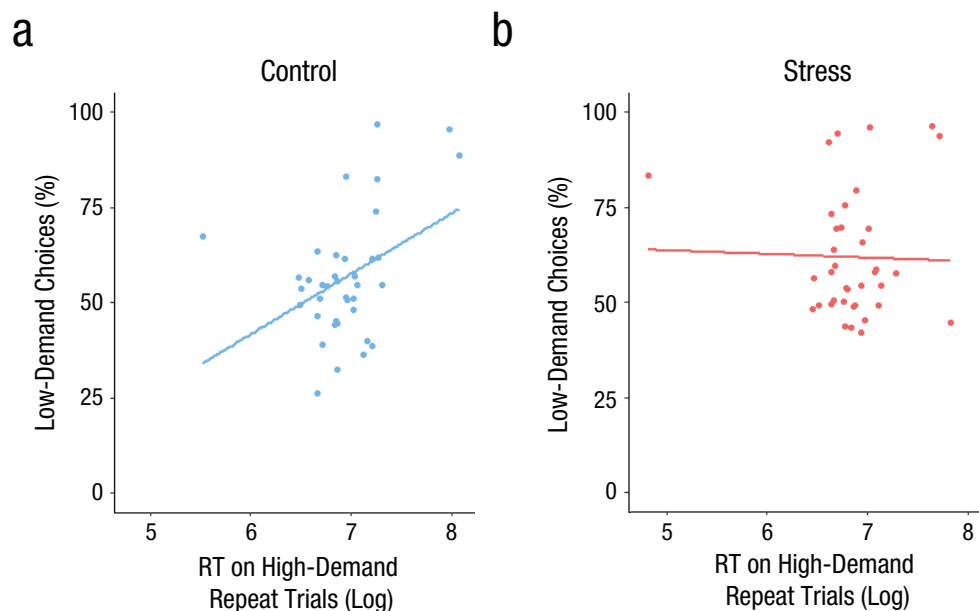 a
Control
Low-Demand Choices (%)
100
75
50
25
0
5 6 7 8
RT on High-Demand
Repeat Trials (Log)
b
Stress
Low-Demand Choices (%)
100
75
50
25
0
5 6 7 8
RT on High-Demand
Repeat Trials (Log)